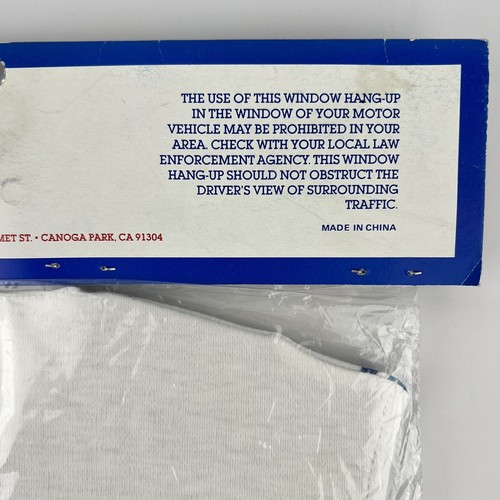 THE USE OF THIS WINDOW HANG-UP
IN THE WINDOW OF YOUR MOTOR
VEHICLE MAY BE PROHIBITED IN YOUR
AREA. CHECK WITH YOUR LOCAL LAW
ENFORCEMENT AGENCY. THIS WINDOW
HANG-UP SHOULD NOT OBSTRUCT THE
DRIVER'S VIEW OF SURROUNDING
TRAFFIC.
MADE IN CHINA
MET ST. • CANOGA PARK, CA 91304